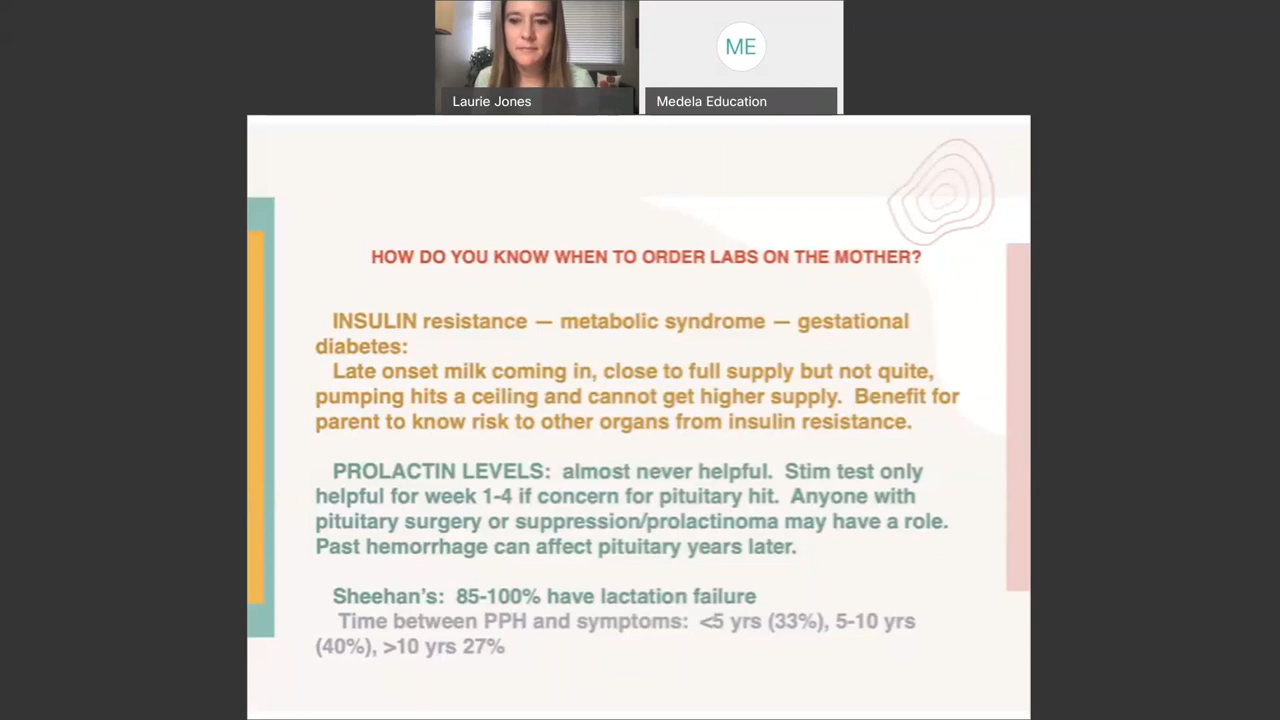 ME
Laurie Jones
Medela Education
HOW DO YOU KNOW WHEN TO ORDER LABS ON THE MOTHER?
INSULIN resistance — metabolic syndrome — gestational
diabetes:
Late onset milk coming in, close to full supply but not quite,
pumping hits a ceiling and cannot get higher supply.  Benefit for
parent to know risk to other organs from insulin resistance.
PROLACTIN LEVELS:  almost never helpful.  Stim test only
helpful for week 1-4 if concern for pituitary hit.  Anyone with
pituitary surgery or suppression/prolactinoma may have a role.
Past hemorrhage can affect pituitary years later.
Sheehan’s:  85-100% have lactation failure
Time between PPH and symptoms:  <5 yrs (33%), 5-10 yrs
(40%), >10 yrs 27%